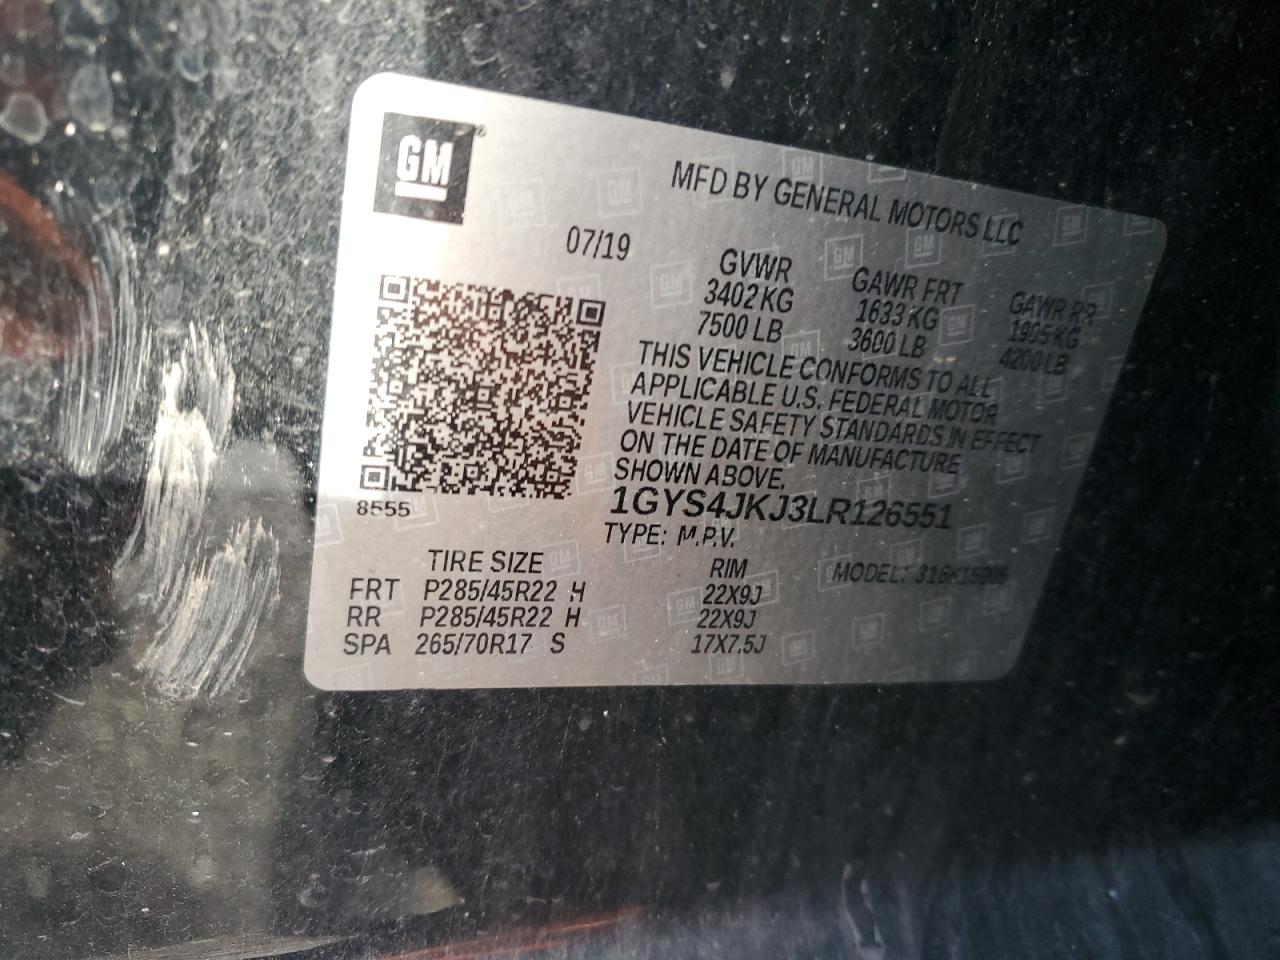 GM
MFD BY GENERAL MOTORS LLC
07/19
GVWR GAWR FRT GAWR RR
3402 KG 1633 KG 1905 KG
7500 LB 3600 LB 4200 LB
THIS VEHICLE CONFORMS TO ALL
APPLICABLE U.S. FEDERAL MOTOR
VEHICLE SAFETY STANDARDS IN EFFECT
ON THE DATE OF MANUFACTURE
SHOWN ABOVE.
8555
1GYS4JKJ3LR126551
TYPE: M.P.V.
TIRE SIZE RIM MODEL:
FRT P285/45R22 H 22X9J
RR P285/45R22 H 22X9J
SPA 265/70R17 S 17X7.5J